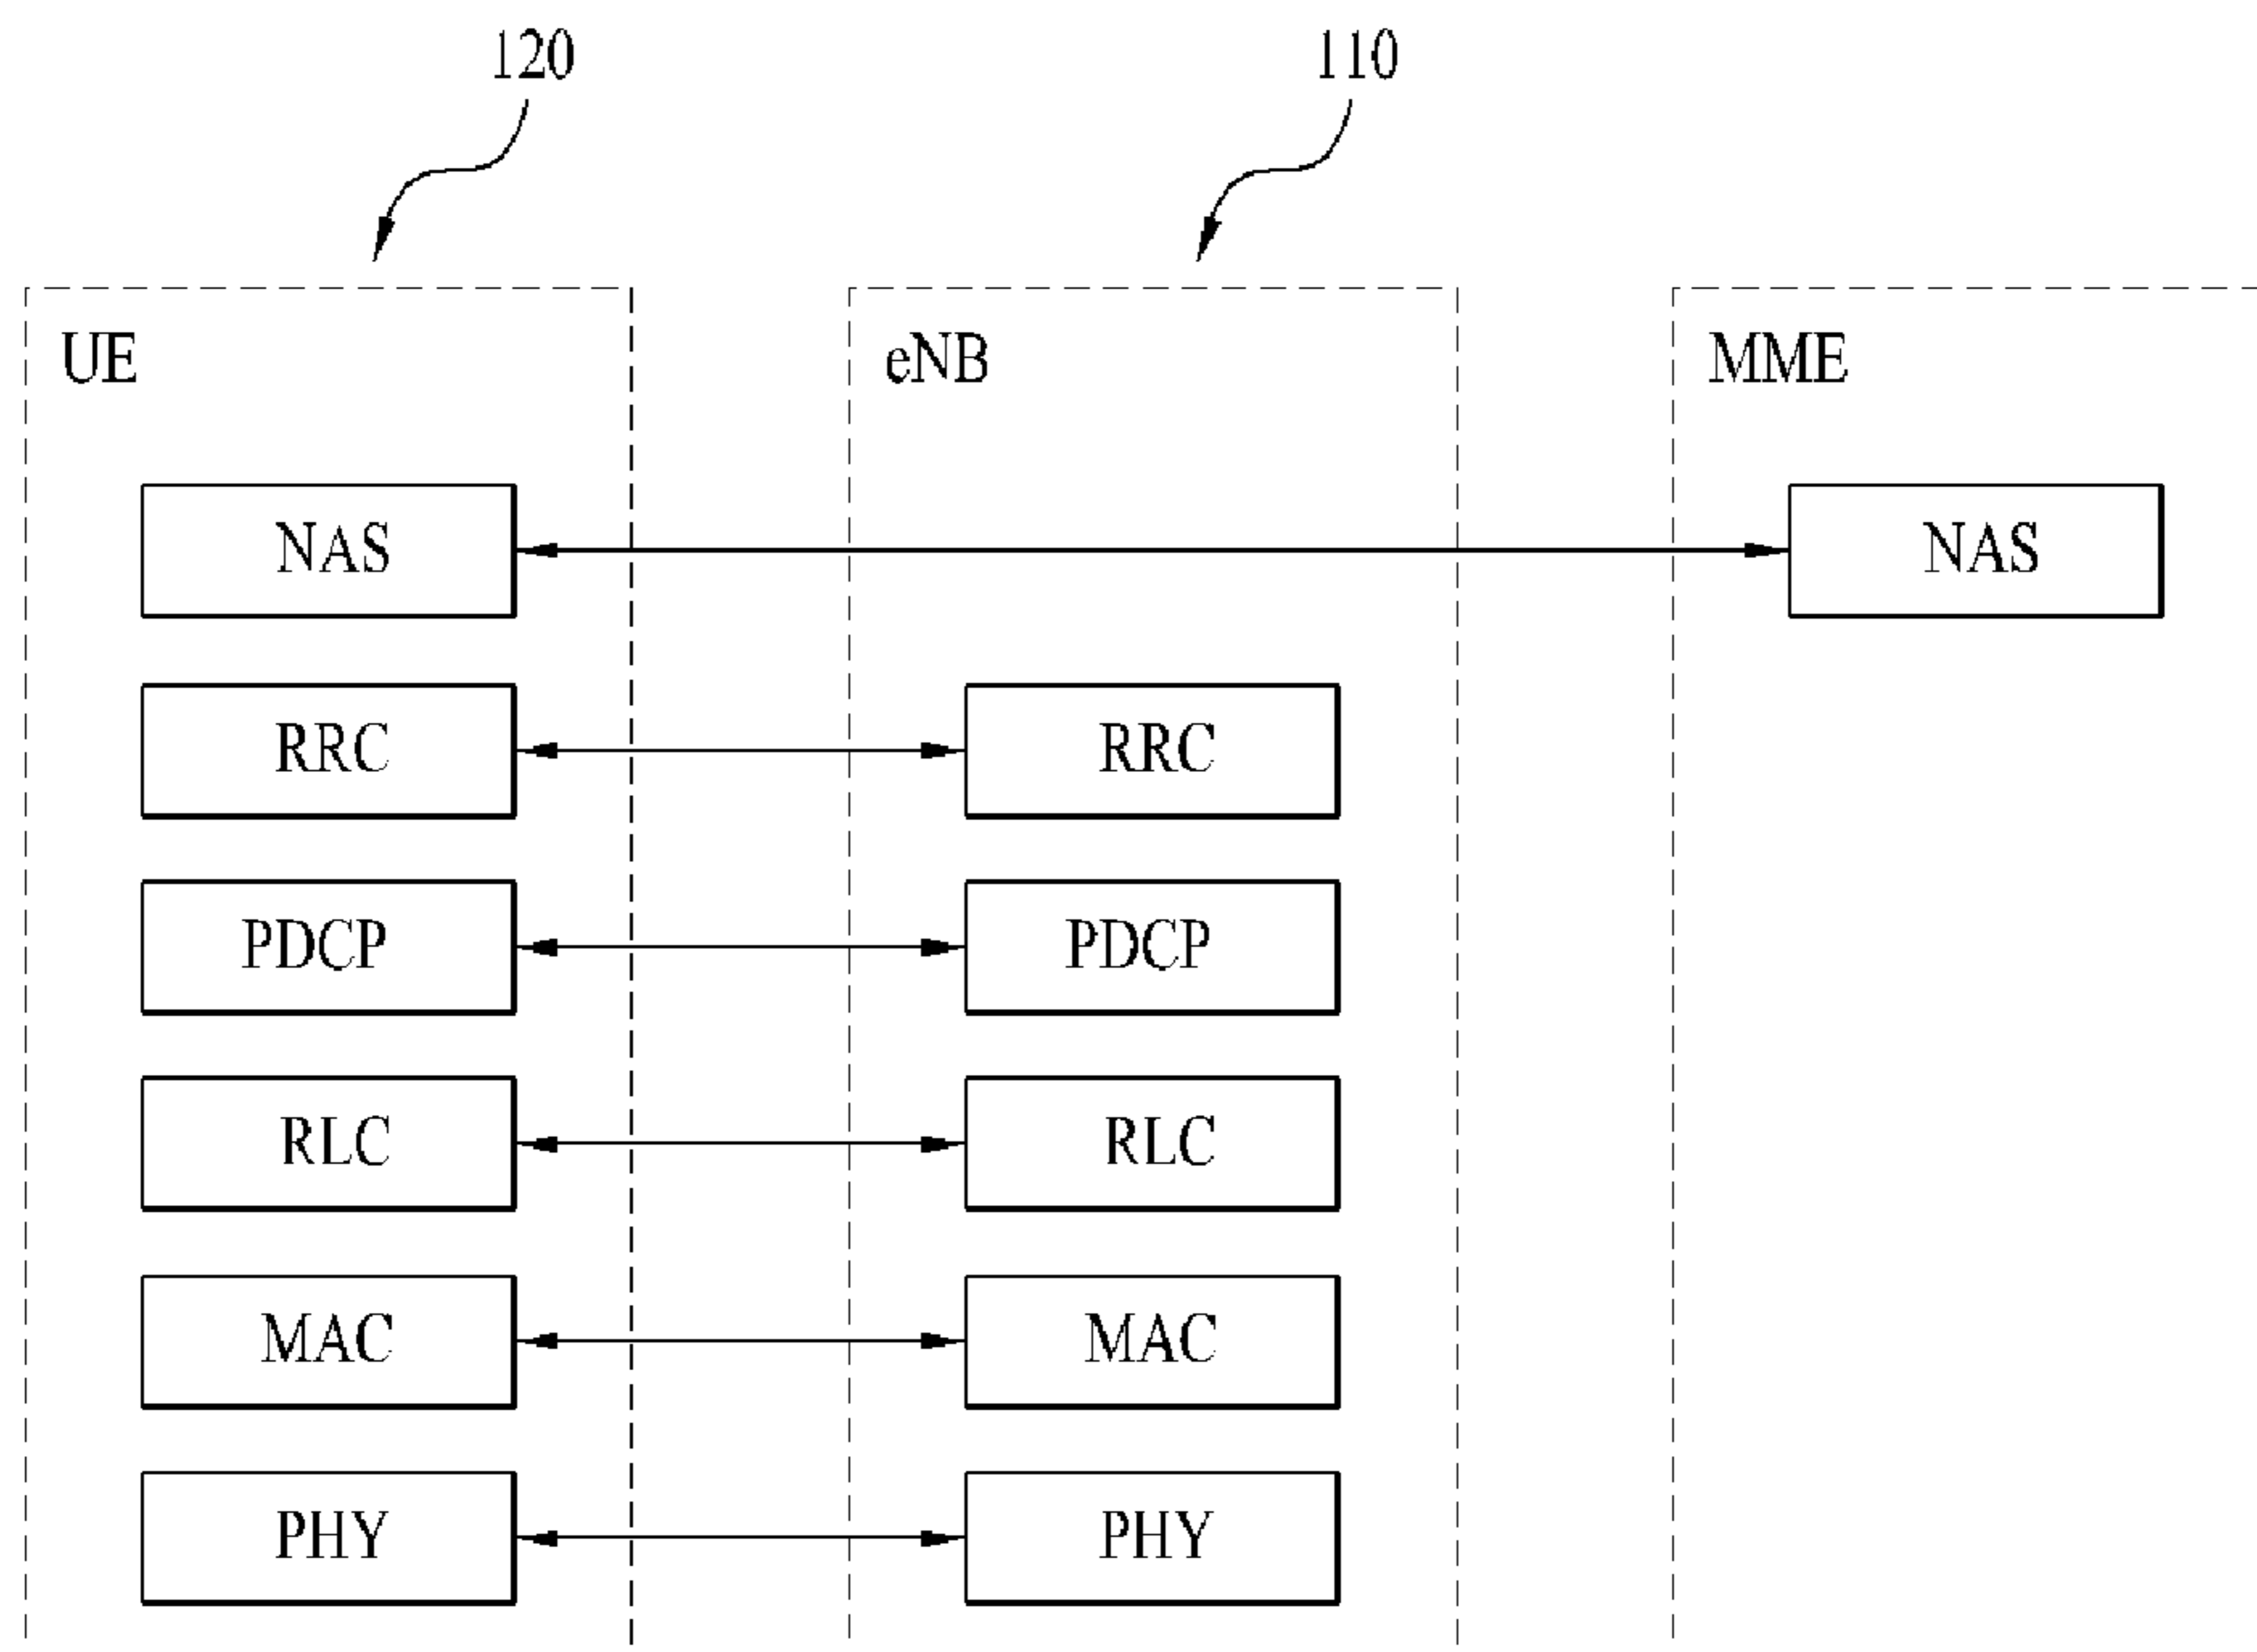 120 110
UE eNB MME
NAS NAS
RRC RRC
PDCP PDCP
RLC RLC
MAC MAC
PHY PHY